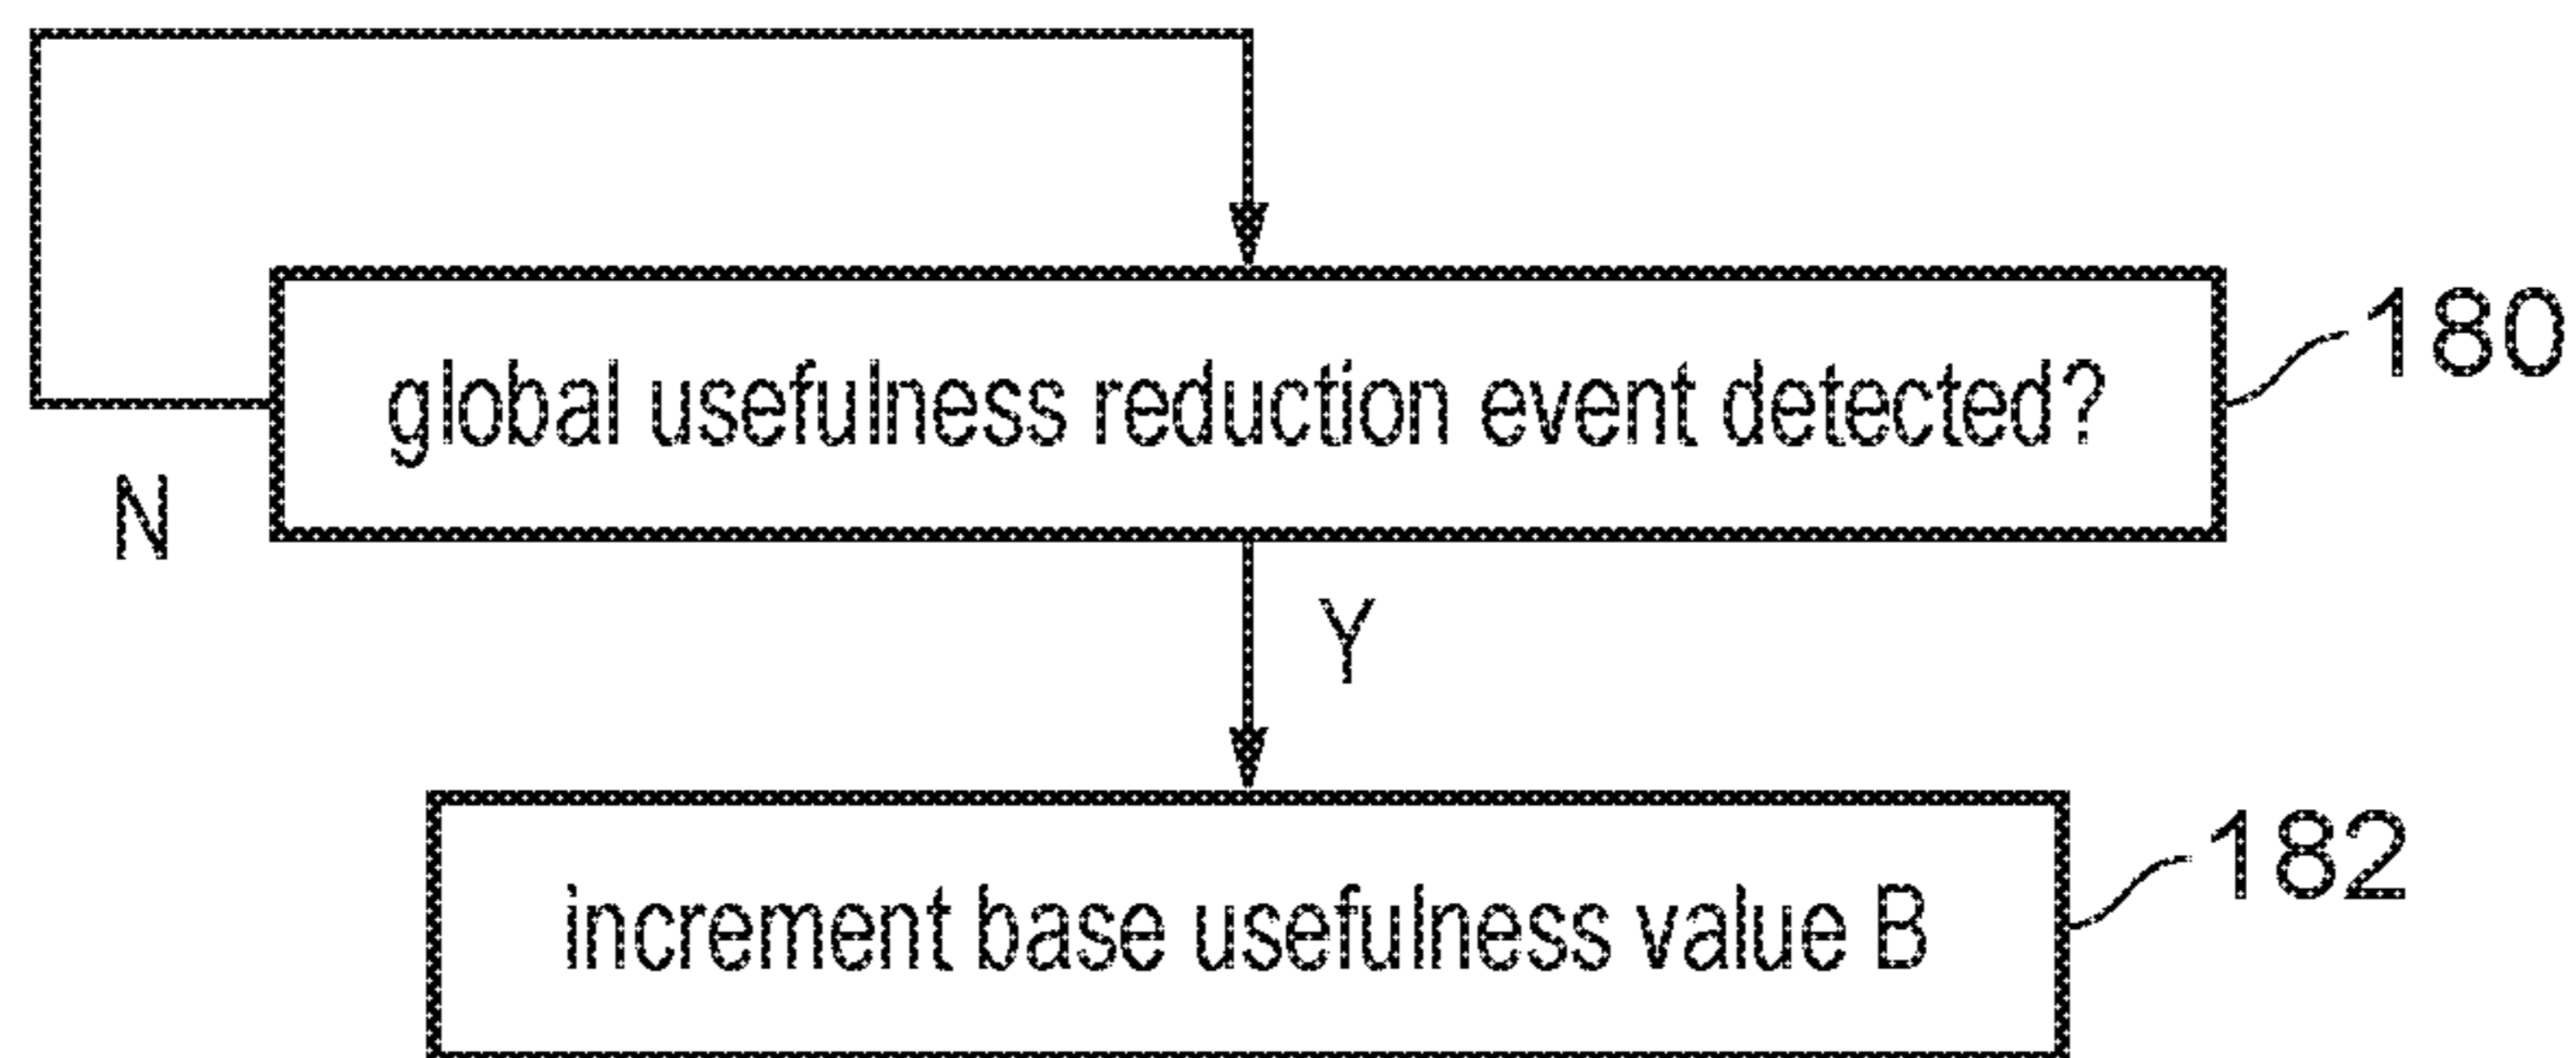 global usefulness reduction event detected?
180
N
Y
increment base usefulness value B
182